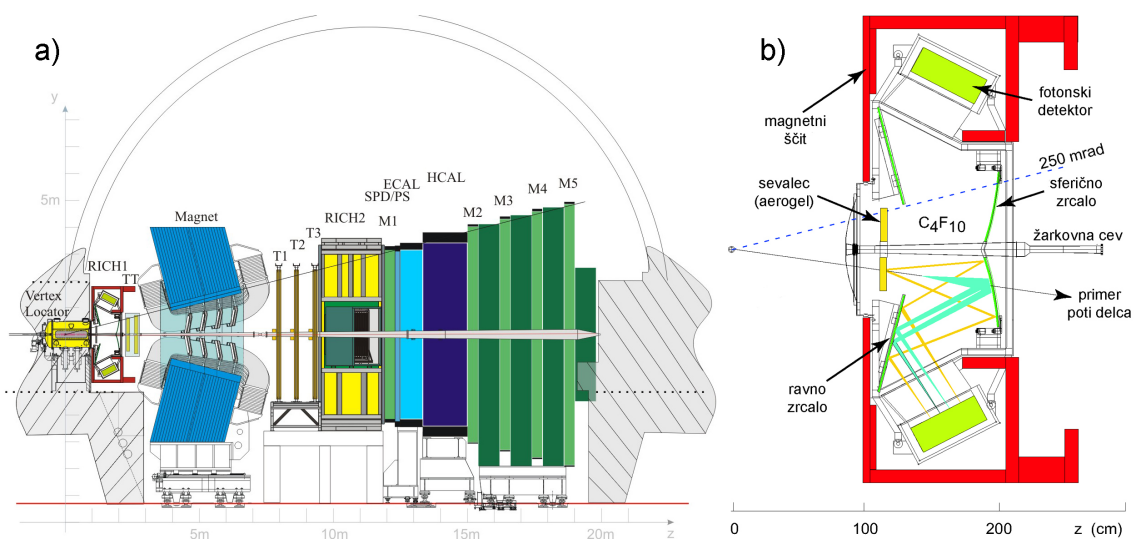 a)
y
5m
ECAL
HCAL
SPD/PS
M5
M4
M3
M2
M1
Magnet
RICH2
T3
T2
T1
RICH1
TT
Vertex
Locator
5m
10m
15m
20m
z
b)
fotonski
detektor
magnetni
ščit
250 mrad
sevalec
(aerogel)
C4F10
sferično
zrcalo
žarkovna cev
primer
poti delca
ravno
zrcalo
0
100
200
z (cm)